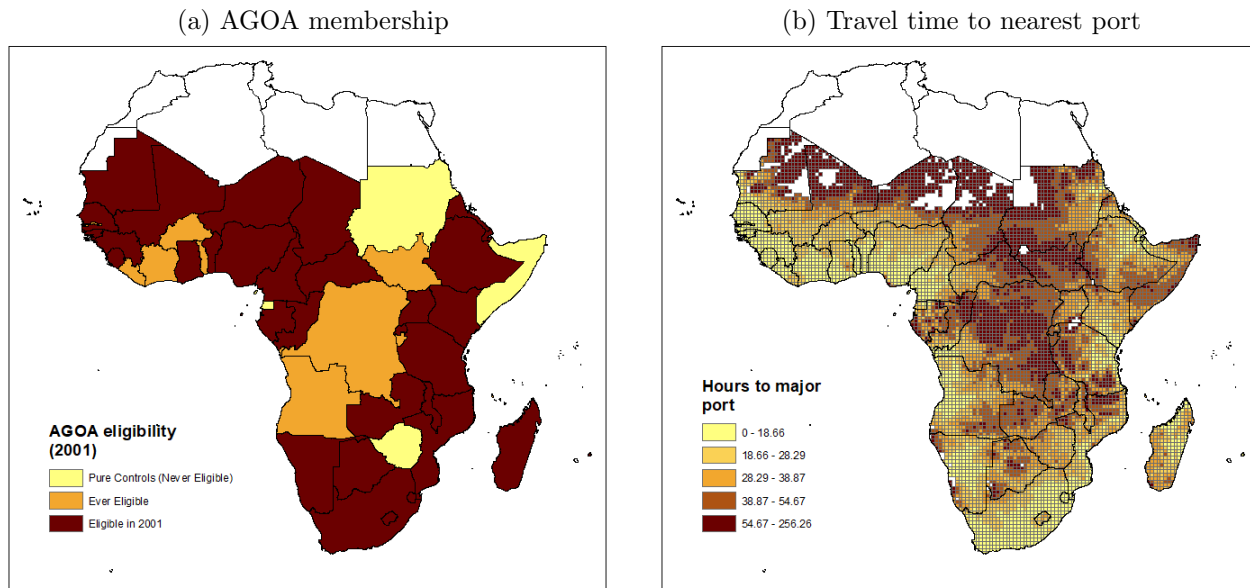 (a) AGOA membership
AGOA eligibility
(2001)
Pure Controls (Never Eligible)
Ever Eligible
Eligible in 2001
(b) Travel time to nearest port
Hours to major
port
0 - 18.66
18.66 - 28.29
28.29 - 38.87
38.87 - 54.67
54.67 - 256.26